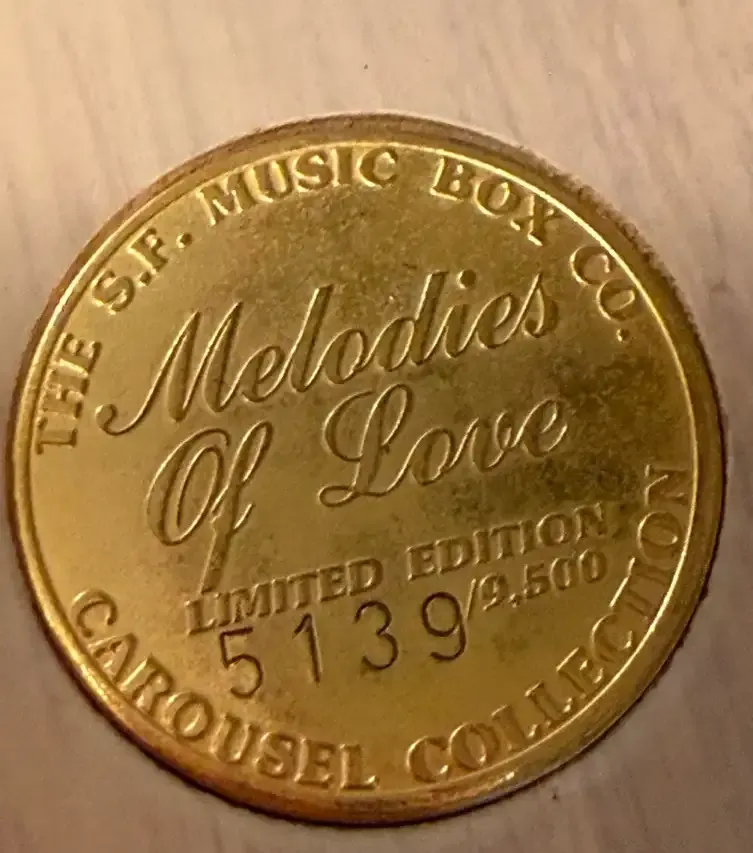 THE S.F. MUSIC BOX CO.
Melodies
Of Love
LIMITED EDITION
5139/9,500
CAROUSEL COLLECTION